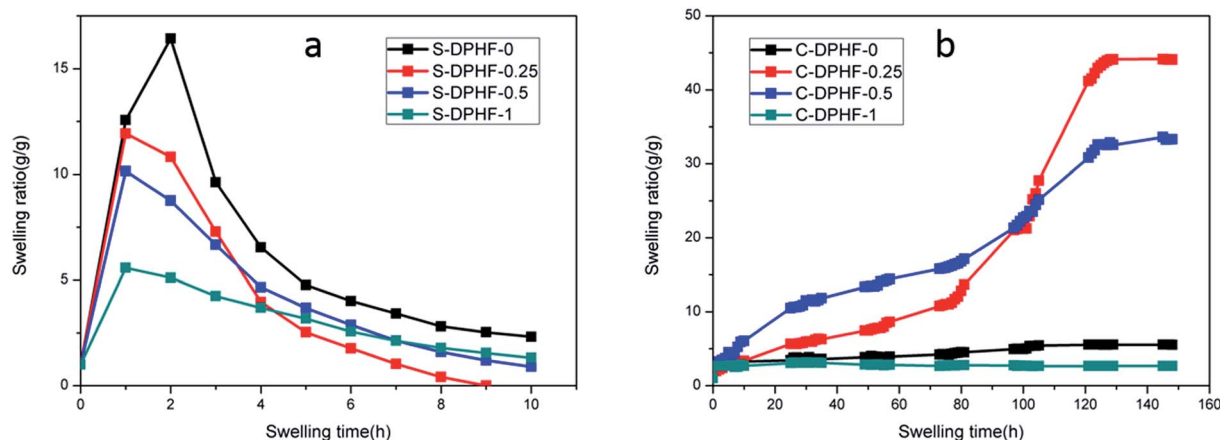 a
S-DPHF-0
S-DPHF-0.25
S-DPHF-0.5
S-DPHF-1
Swelling ratio(g/g)
15
10
5
0
0 2 4 6 8 10
Swelling time(h)
b
C-DPHF-0
C-DPHF-0.25
C-DPHF-0.5
C-DPHF-1
Swelling ratio(g/g)
50
40
30
20
10
0
0 20 40 60 80 100 120 140 160
Swelling time(h)